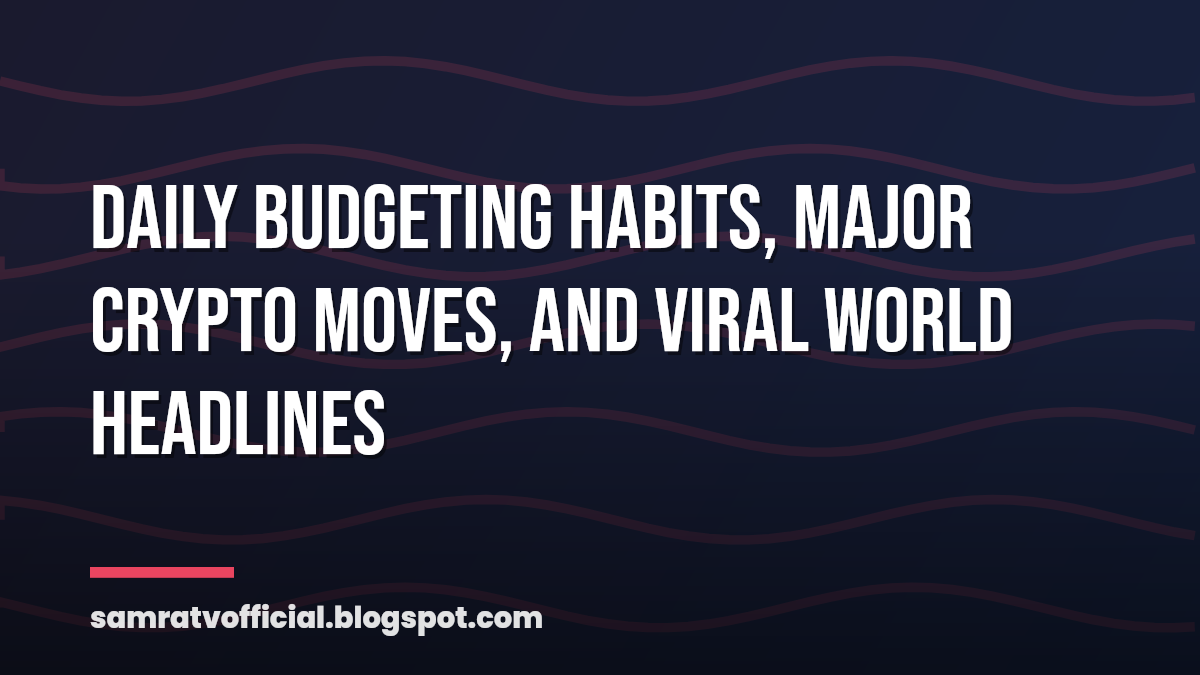 DAILY BUDGETING HABITS, MAJOR
CRYPTO MOVES, AND VIRAL WORLD
HEADLINES
samratvofficial.blogspot.com